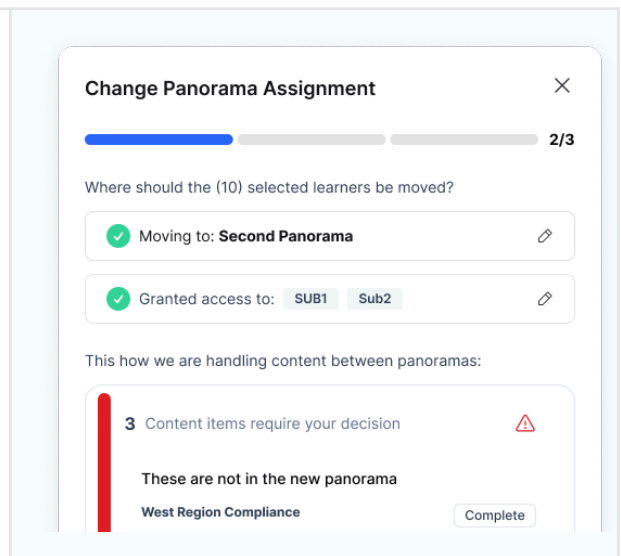 Change Panorama Assignment
2/3
Where should the (10) selected learners be moved?
Moving to: Second Panorama
Granted access to: SUB1 Sub2
This how we are handling content between panoramas:
3 Content items require your decision
These are not in the new panorama
West Region Compliance Complete